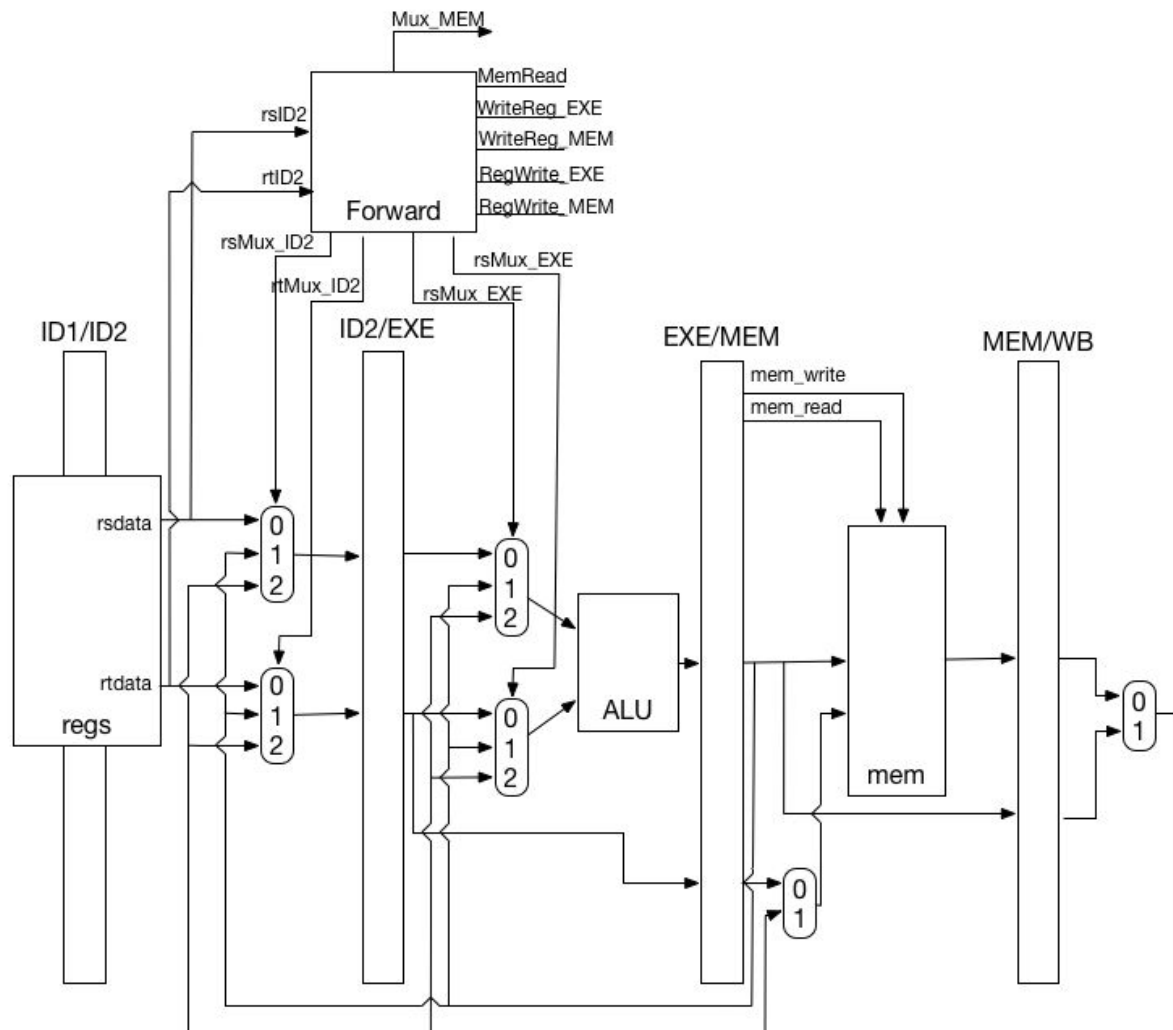 Mux_MEM
MemRead
WriteReg_EXE
rsID2
WriteReg_MEM
rtID2
RegWrite_EXE
RegWrite_MEM
Forward
rsMux_ID2
rsMux_EXE
rtMux_ID2
rsMux_EXE
ID1/ID2
ID2/EXE
EXE/MEM
MEM/WB
mem_write
mem_read
rsdata
0
1
2
0
1
2
rtdata
regs
0
1
2
0
1
2
ALU
mem
0
1
0
1